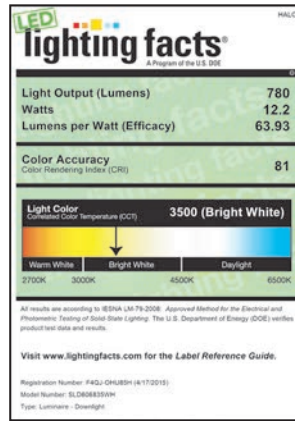 HALO
LED
lighting facts®
A Program of the U.S. DOE
Light Output (Lumens) 780
Watts 12.2
Lumens per Watt (Efficacy) 63.93
Color Accuracy 81
Color Rendering Index (CRI)
Light Color
Correlated Color Temperature (CCT) 3500 (Bright White)
Warm White Bright White Daylight
2700K 3000K 4500K 6500K
All results are according to IESNA LM-79-2008: Approved Method for the Electrical and
Photometric Testing of Solid-State Lighting. The U.S. Department of Energy (DOE) verifies
product test data and results.
Visit www.lightingfacts.com for the Label Reference Guide.
Registration Number: F4QJ-OHU85H (4/17/2015)
Model Number: SLD606835WH
Type: Luminaire - Downlight